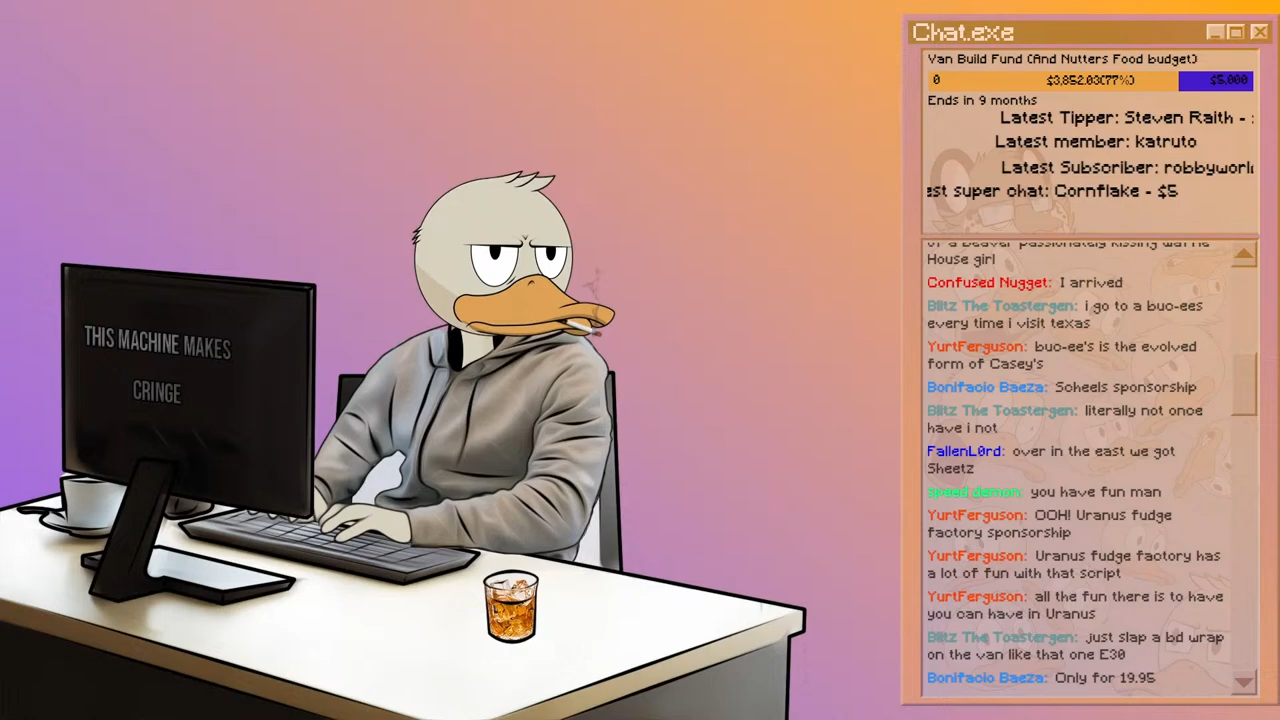 THIS MACHINE MAKES
CRINGE
Chat.exe
Van Build Fund (And Nutters Food budget)
0 $3,852.03(77%) $5,000
Ends in 9 months
Latest Tipper: Steven Raith -
Latest member: katruto
Latest Subscriber: robbyworl
est super chat: Cornflake - $5
of a beaver passionately kissing waffle
House girl
Confused Nugget: I arrived
Blitz The Toastergen: i go to a buc-ees
every time i visit texas
YurtFerguson: buc-ee's is the evolved
form of Casey's
Bonifacio Baeza: Scheels sponsorship
Blitz The Toastergen: literally not once
have i not
FallenL0rd: over in the east we got
Sheetz
speed demon: you have fun man
YurtFerguson: OOH! Uranus fudge
factory sponsorship
YurtFerguson: Uranus fudge factory has
a lot of fun with that script
YurtFerguson: all the fun there is to have
you can have in Uranus
Blitz The Toastergen: just slap a bd wrap
on the van like that one E30
Bonifacio Baeza: Only for 19.95